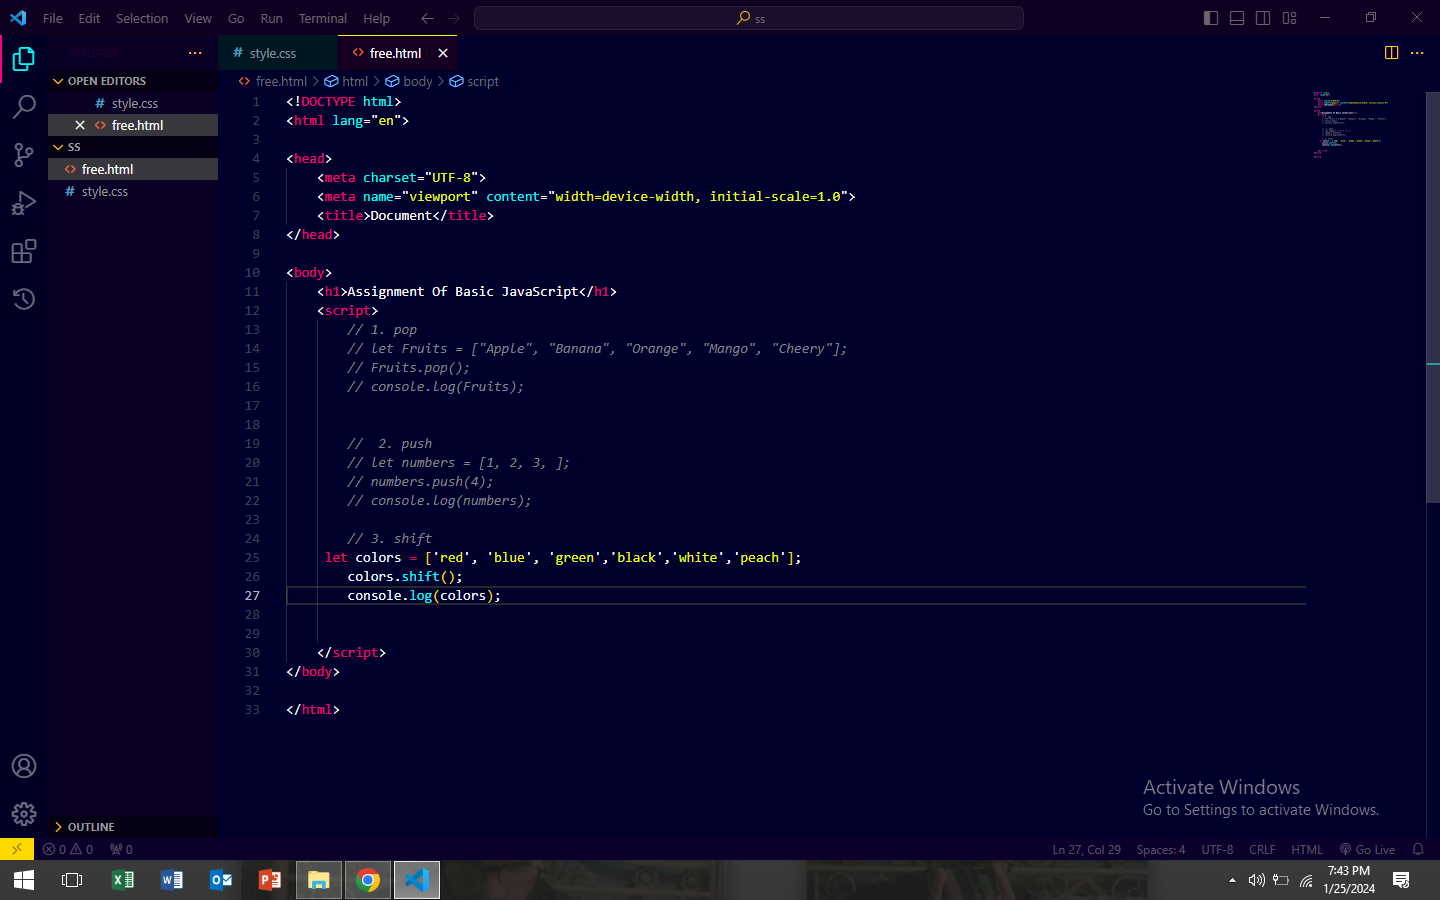 File Edit Selection View Go Run Terminal Help
ss
EXPLORER
# style.css
<> free.html
OPEN EDITORS
# style.css
<> free.html
SS
<> free.html
# style.css
<> free.html > html > body > script
1 <!DOCTYPE html>
2 <html lang="en">
3
4 <head>
5 <meta charset="UTF-8">
6 <meta name="viewport" content="width=device-width, initial-scale=1.0">
7 <title>Document</title>
8 </head>
9
10 <body>
11 <h1>Assignment Of Basic JavaScript</h1>
12 <script>
13 // 1. pop
14 // let Fruits = ["Apple", "Banana", "Orange", "Mango", "Cheery"];
15 // Fruits.pop();
16 // console.log(Fruits);
17
18
19 //  2. push
20 // let numbers = [1, 2, 3, ];
21 // numbers.push(4);
22 // console.log(numbers);
23
24 // 3. shift
25 let colors = ['red', 'blue', 'green','black','white','peach'];
26 colors.shift();
27 console.log(colors);
28
29
30 </script>
31 </body>
32
33 </html>
OUTLINE
Activate Windows
Go to Settings to activate Windows.
0 0 0
Ln 27, Col 29 Spaces: 4 UTF-8 CRLF HTML Go Live
7:43 PM
1/25/2024